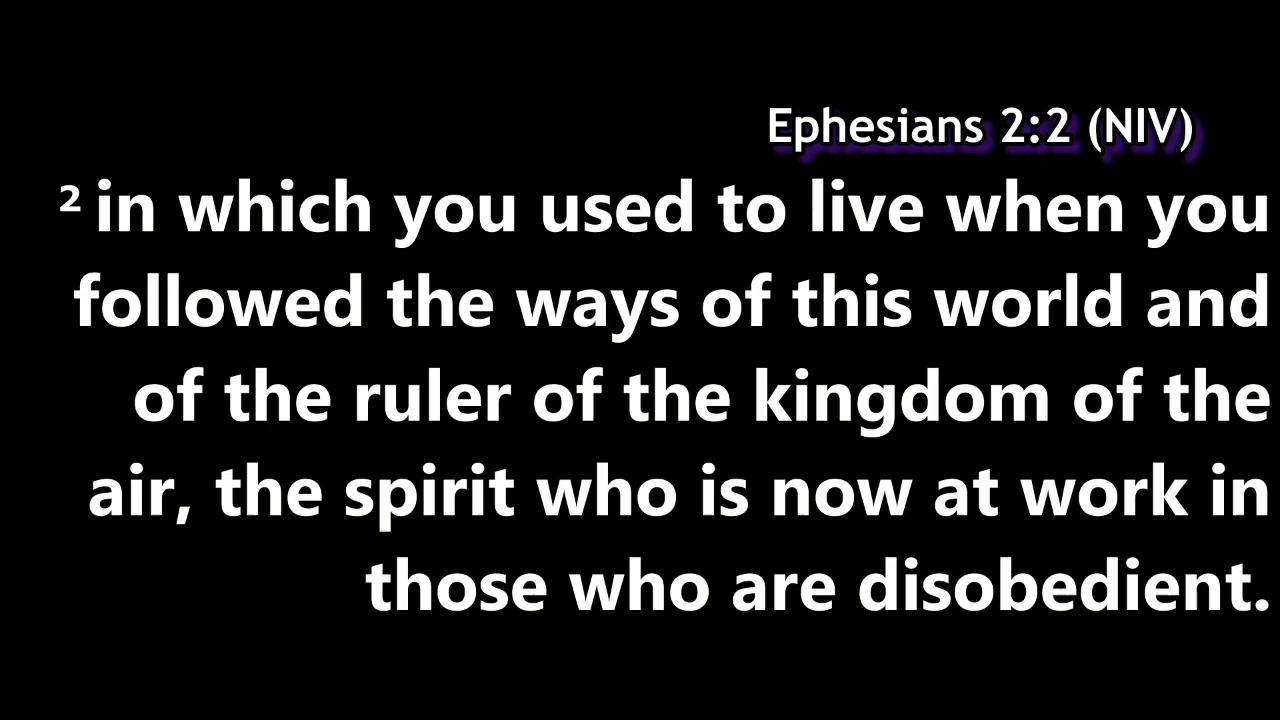 Ephesians 2:2 (NIV)
² in which you used to live when you
followed the ways of this world and
of the ruler of the kingdom of the
air, the spirit who is now at work in
those who are disobedient.